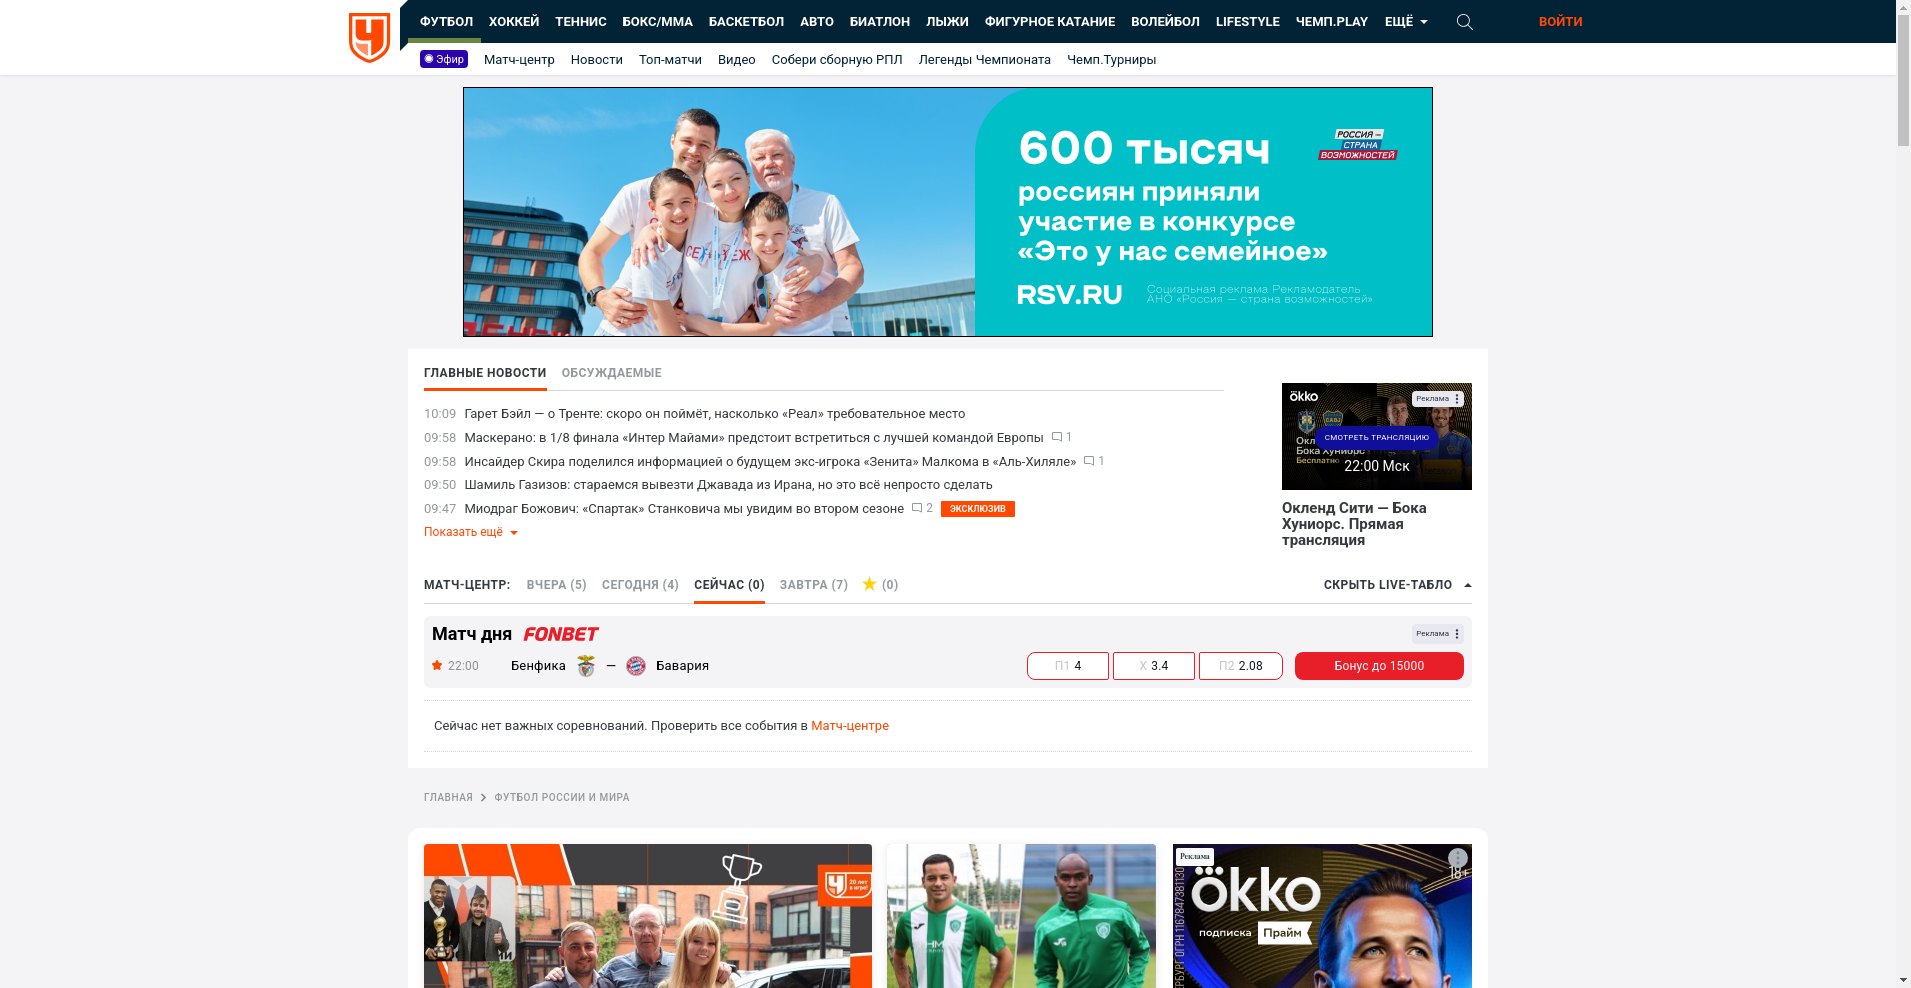 ФУТБОЛ ХОККЕЙ ТЕННИС БОКС/ММА БАСКЕТБОЛ АВТО БИАТЛОН ЛЫЖИ ФИГУРНОЕ КАТАНИЕ ВОЛЕЙБОЛ LIFESTYLE ЧЕМП.PLAY ЕЩЁ ВОЙТИ
Эфир Матч-центр Новости Топ-матчи Видео Собери сборную РПЛ Легенды Чемпионата Чемп.Турниры
600 тысяч
россиян приняли
участие в конкурсе
«Это у нас семейное»
RSV.RU
Социальная реклама Рекламодатель
АНО «Россия — страна возможностей»
РОССИЯ –
СТРАНА
ВОЗМОЖНОСТЕЙ
ГЛАВНЫЕ НОВОСТИ ОБСУЖДАЕМЫЕ
10:09 Гарет Бэйл — о Тренте: скоро он поймёт, насколько «Реал» требовательное место
09:58 Маскерано: в 1/8 финала «Интер Майами» предстоит встретиться с лучшей командой Европы 1
09:58 Инсайдер Скира поделился информацией о будущем экс-игрока «Зенита» Малкома в «Аль-Хиляле» 1
09:50 Шамиль Газизов: стараемся вывезти Джавада из Ирана, но это всё непросто сделать
09:47 Миодраг Божович: «Спартак» Станковича мы увидим во втором сезоне 2 ЭКСКЛЮЗИВ
Показать ещё
ökko
Реклама
СМОТРЕТЬ ТРАНСЛЯЦИЮ
Бока Хуниорс
Бесплатно
22:00 Мск
Окленд Сити — Бока
Хуниорс. Прямая
трансляция
МАТЧ-ЦЕНТР: ВЧЕРА (5) СЕГОДНЯ (4) СЕЙЧАС (0) ЗАВТРА (7) (0) СКРЫТЬ LIVE-ТАБЛО
Матч дня FONBET Реклама
22:00 Бенфика — Бавария П1 4 X 3.4 П2 2.08 Бонус до 15000
Сейчас нет важных соревнований. Проверить все события в Матч-центре
ГЛАВНАЯ ФУТБОЛ РОССИИ И МИРА
20 лет
в игре!
Реклама
18+
ökko
подписка Прайм